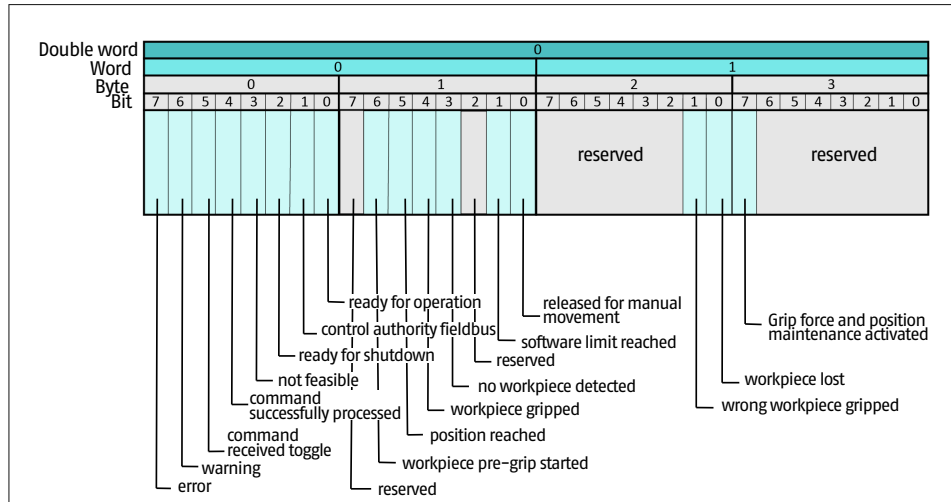 Double word 0
Word 0 1
Byte 0 1 2 3
Bit 7 6 5 4 3 2 1 0 7 6 5 4 3 2 1 0 7 6 5 4 3 2 1 0 7 6 5 4 3 2 1 0
reserved reserved
ready for operation
released for manual
movement
control authority fieldbus
Grip force and position
maintenance activated
software limit reached
ready for shutdown
reserved
not feasible
no workpiece detected
workpiece lost
command
successfully processed
workpiece gripped
wrong workpiece gripped
command
received toggle
position reached
warning
workpiece pre-grip started
error
reserved